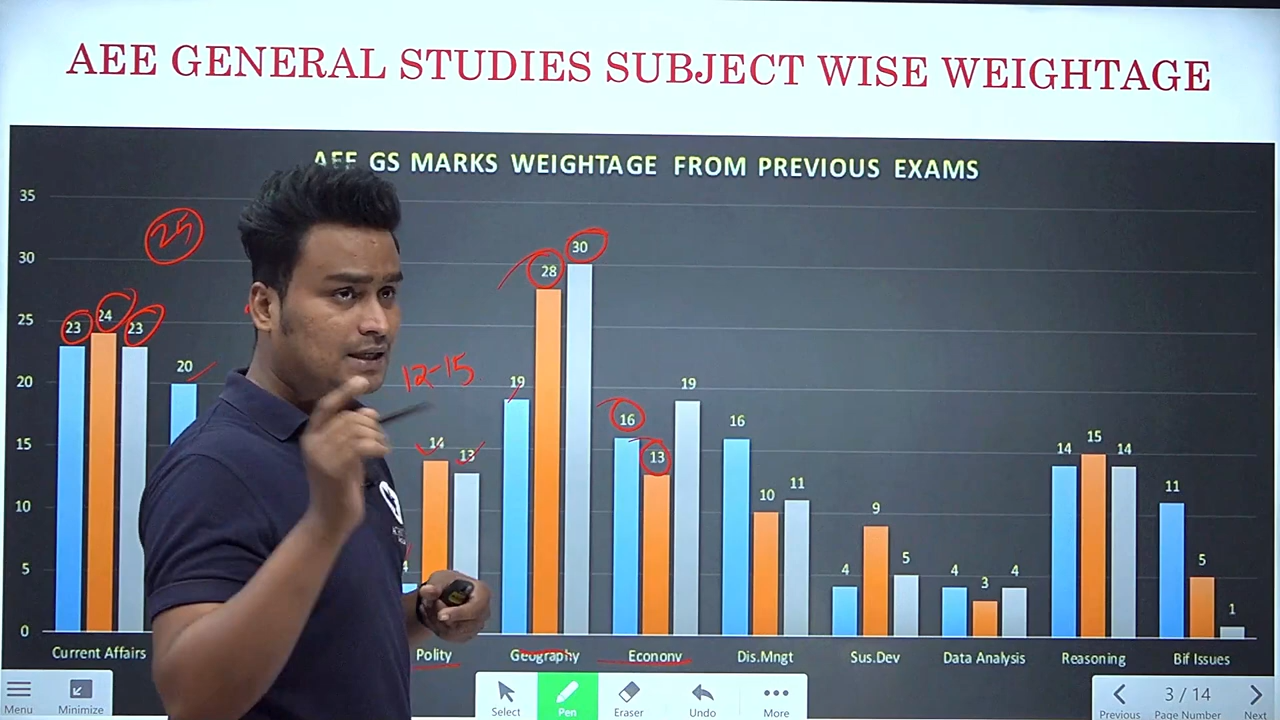 AEE GENERAL STUDIES SUBJECT WISE WEIGHTAGE
AEE GS MARKS WEIGHTAGE FROM PREVIOUS EXAMS
35
30
25
20
15
10
5
0
25
12-15
23 24 23
20
4 14 13
19 28 30
16 13 19
16 10 11
4 9 5
4 3 4
14 15 14
11 5 1
Current Affairs Polity Geography Economy Dis.Mngt Sus.Dev Data Analysis Reasoning Bif Issues
Menu Minimize Select Pen Eraser Undo More Previous 3 / 14 Page Number Next